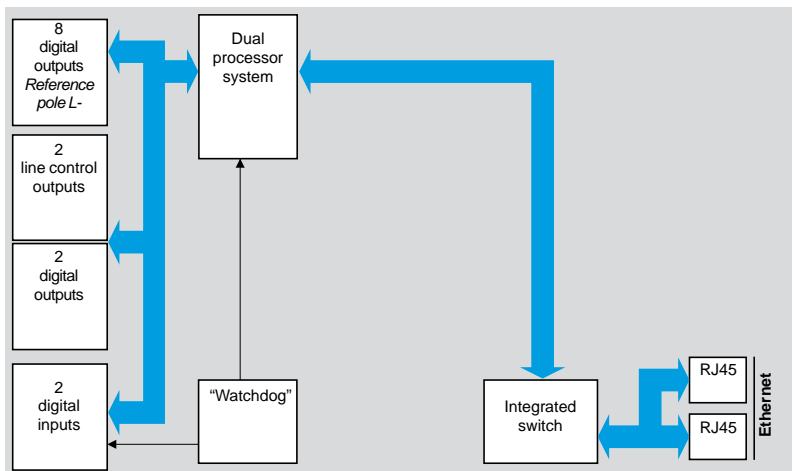 8
digital
outputs
Reference
pole L-
Dual
processor
system
2
line control
outputs
2
digital
outputs
2
digital
inputs
“Watchdog”
Integrated
switch
RJ45
RJ45
Ethernet